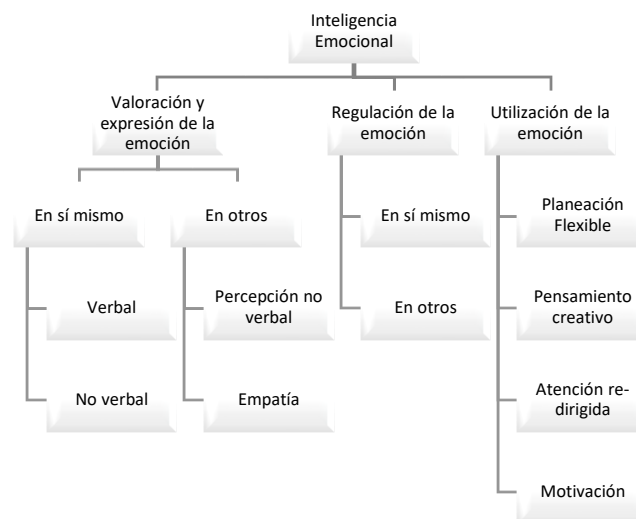 Inteligencia
Emocional
Valoración y
expresión de la
emoción
Regulación de la
emoción
Utilización de la
emoción
En sí mismo
En otros
Verbal
No verbal
Percepción no
verbal
Empatía
En sí mismo
En otros
Planeación
Flexible
Pensamiento
creativo
Atención re-
dirigida
Motivación